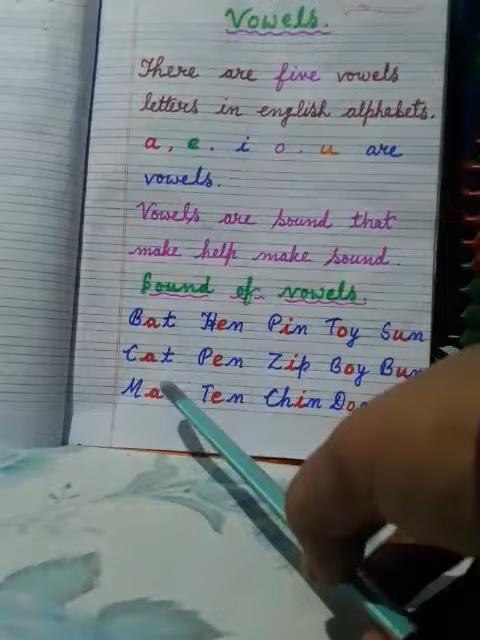 Vowels.
There are five vowels
letters in english alphabets.
a, e. i o. u are
vowels.
Vowels are sound that
make help make sound.
Sound of vowels.
Bat Hen Pin Toy Sun
Cat Pen Zip Boy Bun
Ten Chin